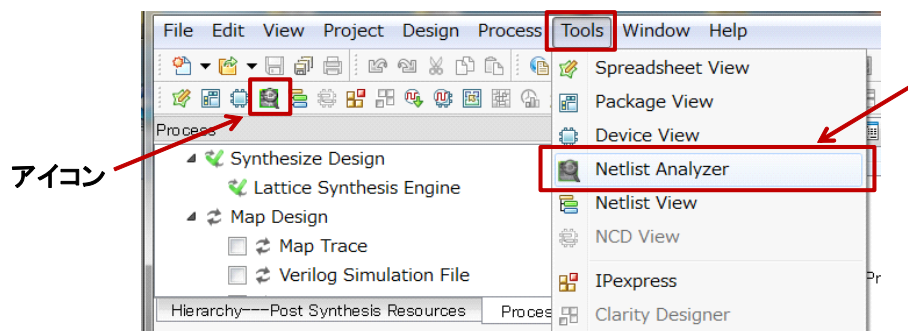 File Edit View Project Design Process Tools Window Help
Spreadsheet View
Package View
Process
Device View
アイコン
Synthesize Design
Netlist Analyzer
Lattice Synthesis Engine
Netlist View
Map Design
NCD View
Map Trace
Verilog Simulation File
IPexpress
Hierarchy---Post Synthesis Resources
Clarity Designer